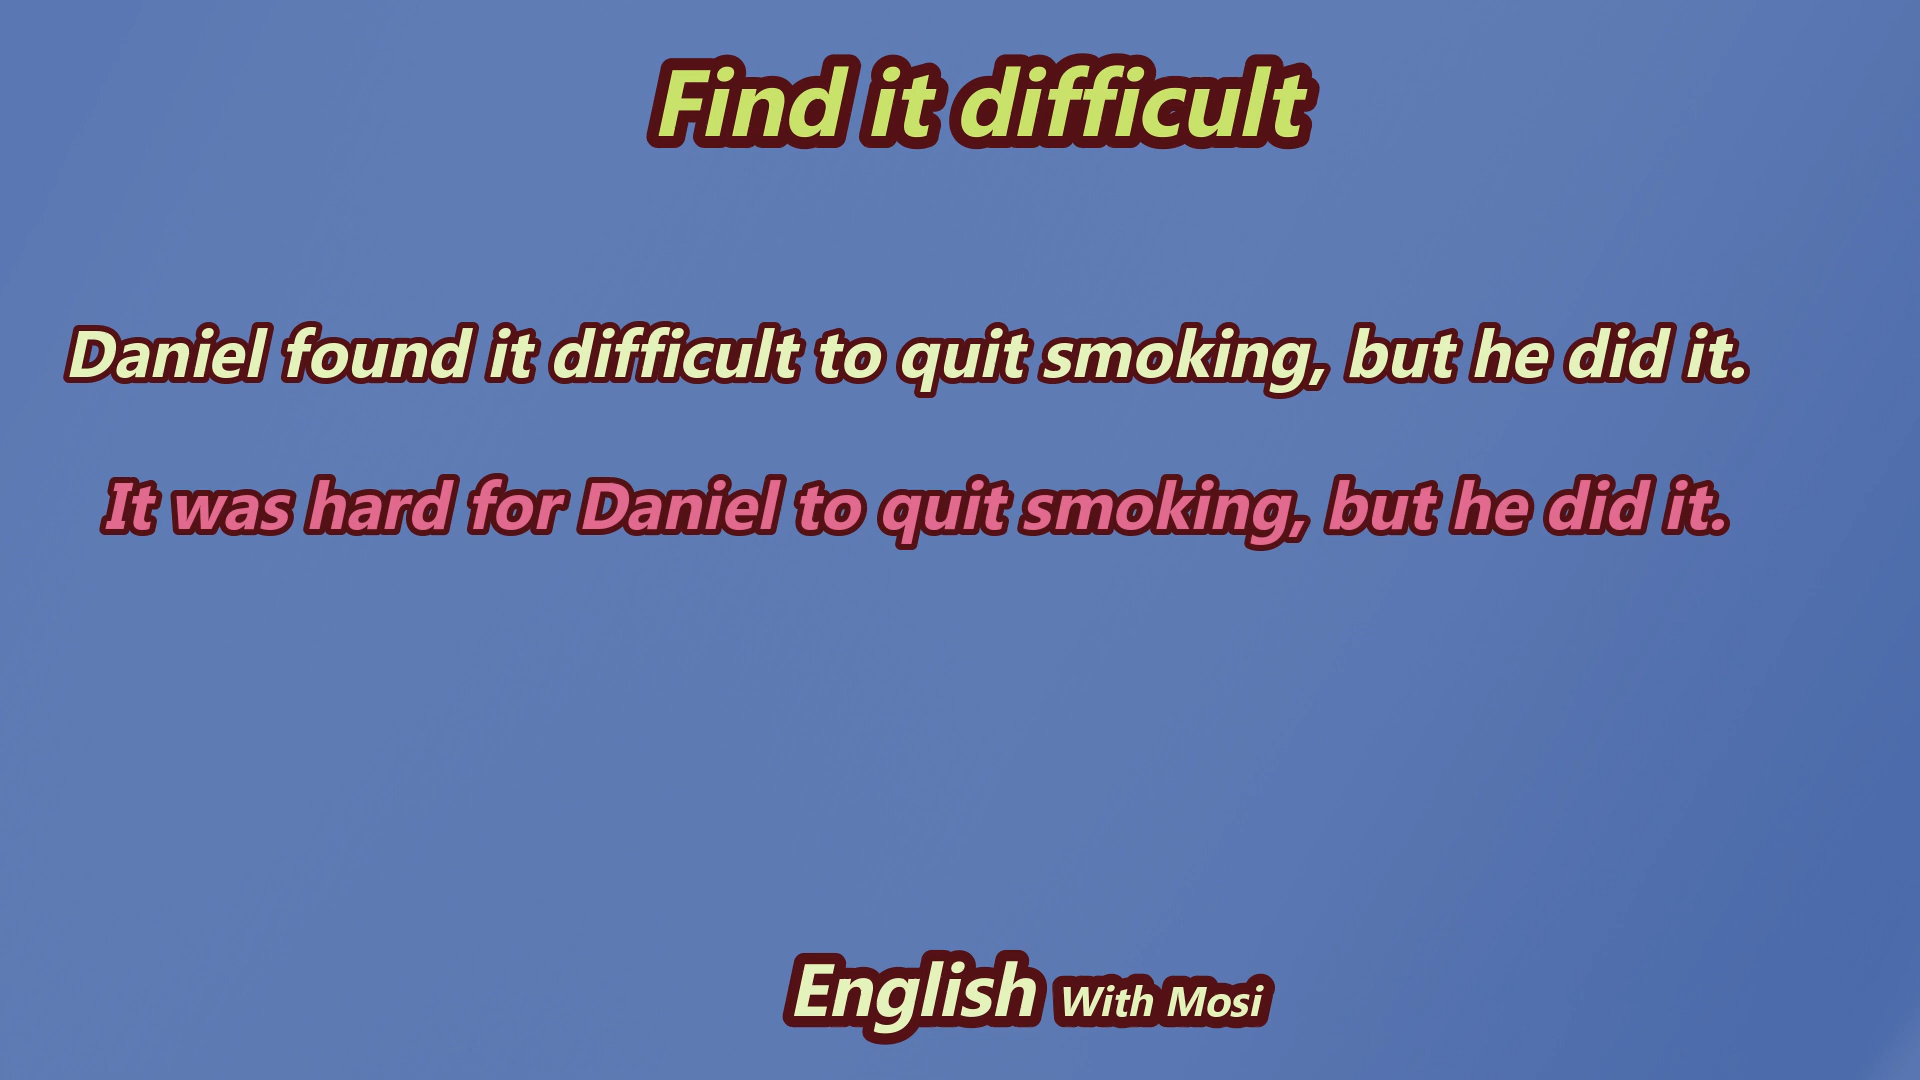 Find it difficult
Daniel found it difficult to quit smoking, but he did it.
It was hard for Daniel to quit smoking, but he did it.
English With Mosi